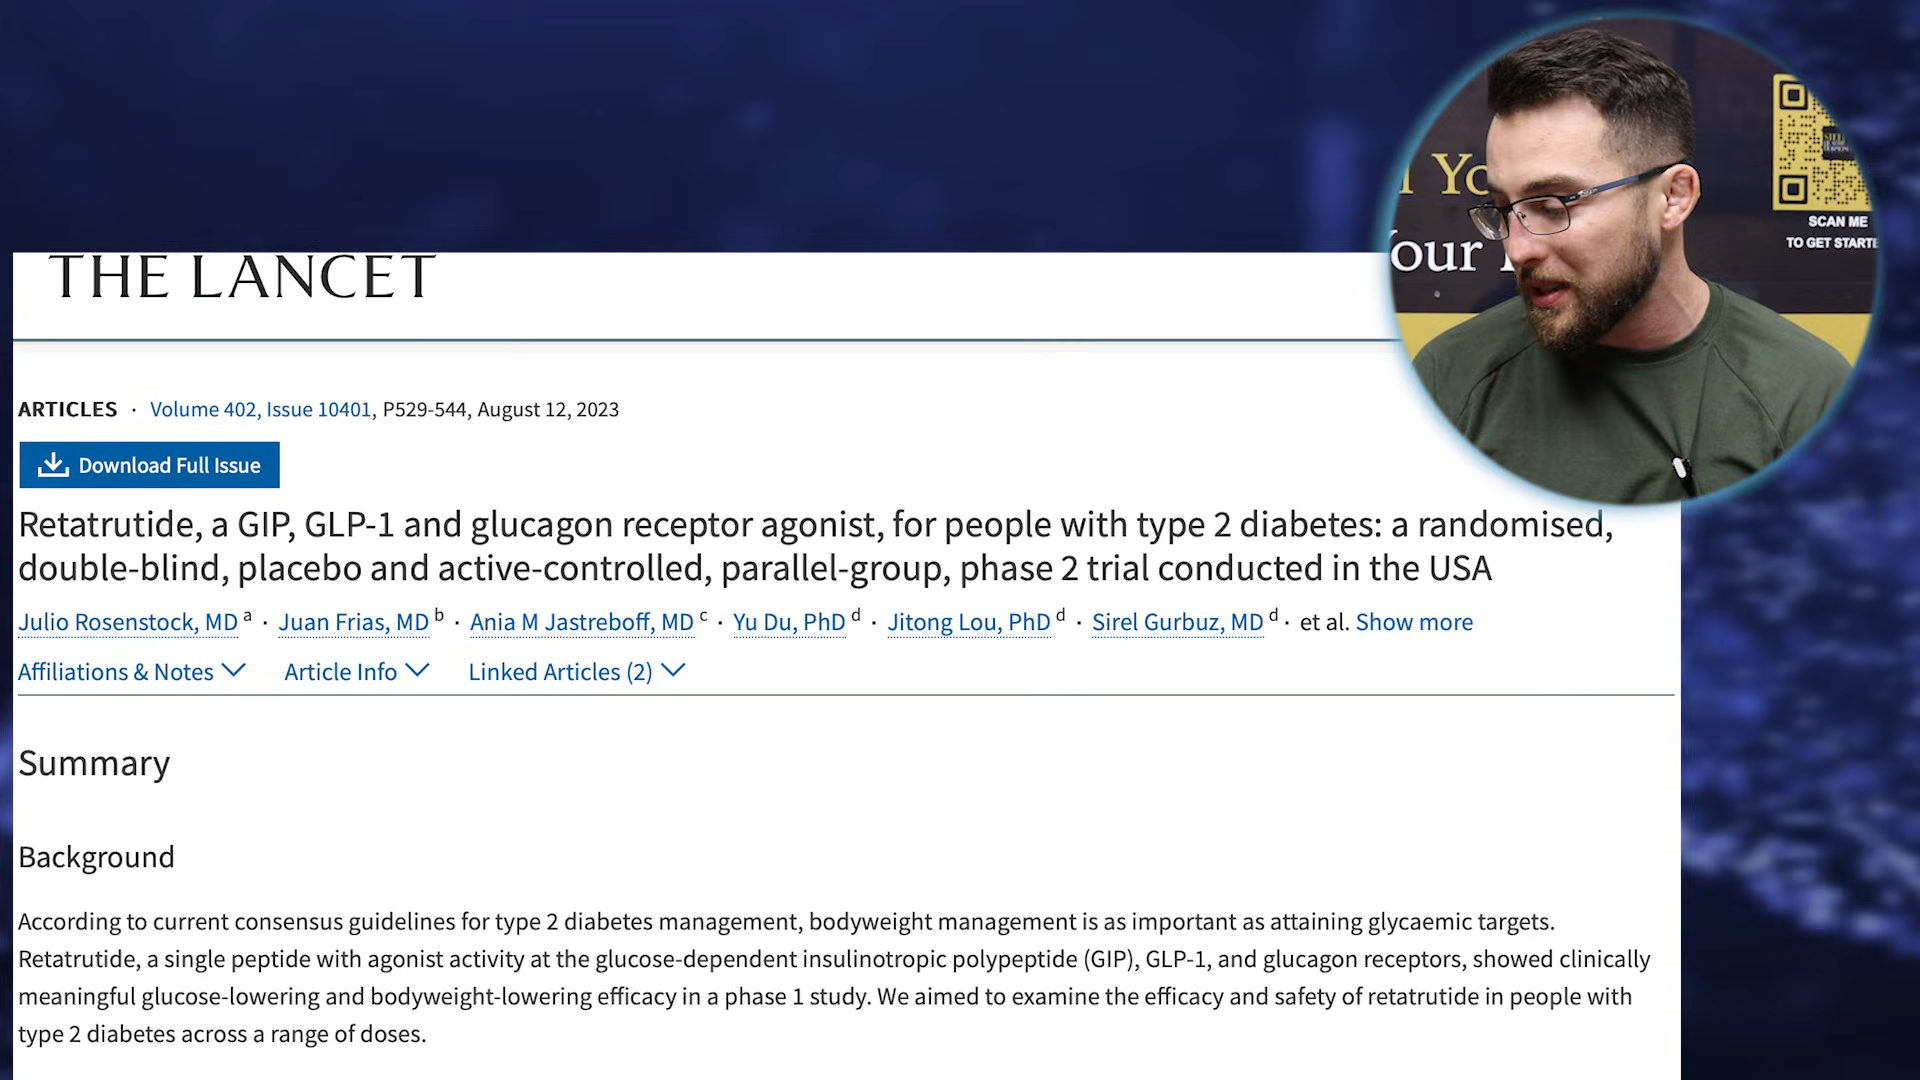 THE LANCET
ARTICLES · Volume 402, Issue 10401, P529-544, August 12, 2023
Download Full Issue
Retatrutide, a GIP, GLP-1 and glucagon receptor agonist, for people with type 2 diabetes: a randomised,
double-blind, placebo and active-controlled, parallel-group, phase 2 trial conducted in the USA
Julio Rosenstock, MD a · Juan Frias, MD b · Ania M Jastreboff, MD c · Yu Du, PhD d · Jitong Lou, PhD d · Sirel Gurbuz, MD d · et al. Show more
Affiliations & Notes Article Info Linked Articles (2)
Summary
Background
According to current consensus guidelines for type 2 diabetes management, bodyweight management is as important as attaining glycaemic targets.
Retatrutide, a single peptide with agonist activity at the glucose-dependent insulinotropic polypeptide (GIP), GLP-1, and glucagon receptors, showed clinically
meaningful glucose-lowering and bodyweight-lowering efficacy in a phase 1 study. We aimed to examine the efficacy and safety of retatrutide in people with
type 2 diabetes across a range of doses.
SCAN ME
TO GET STARTE